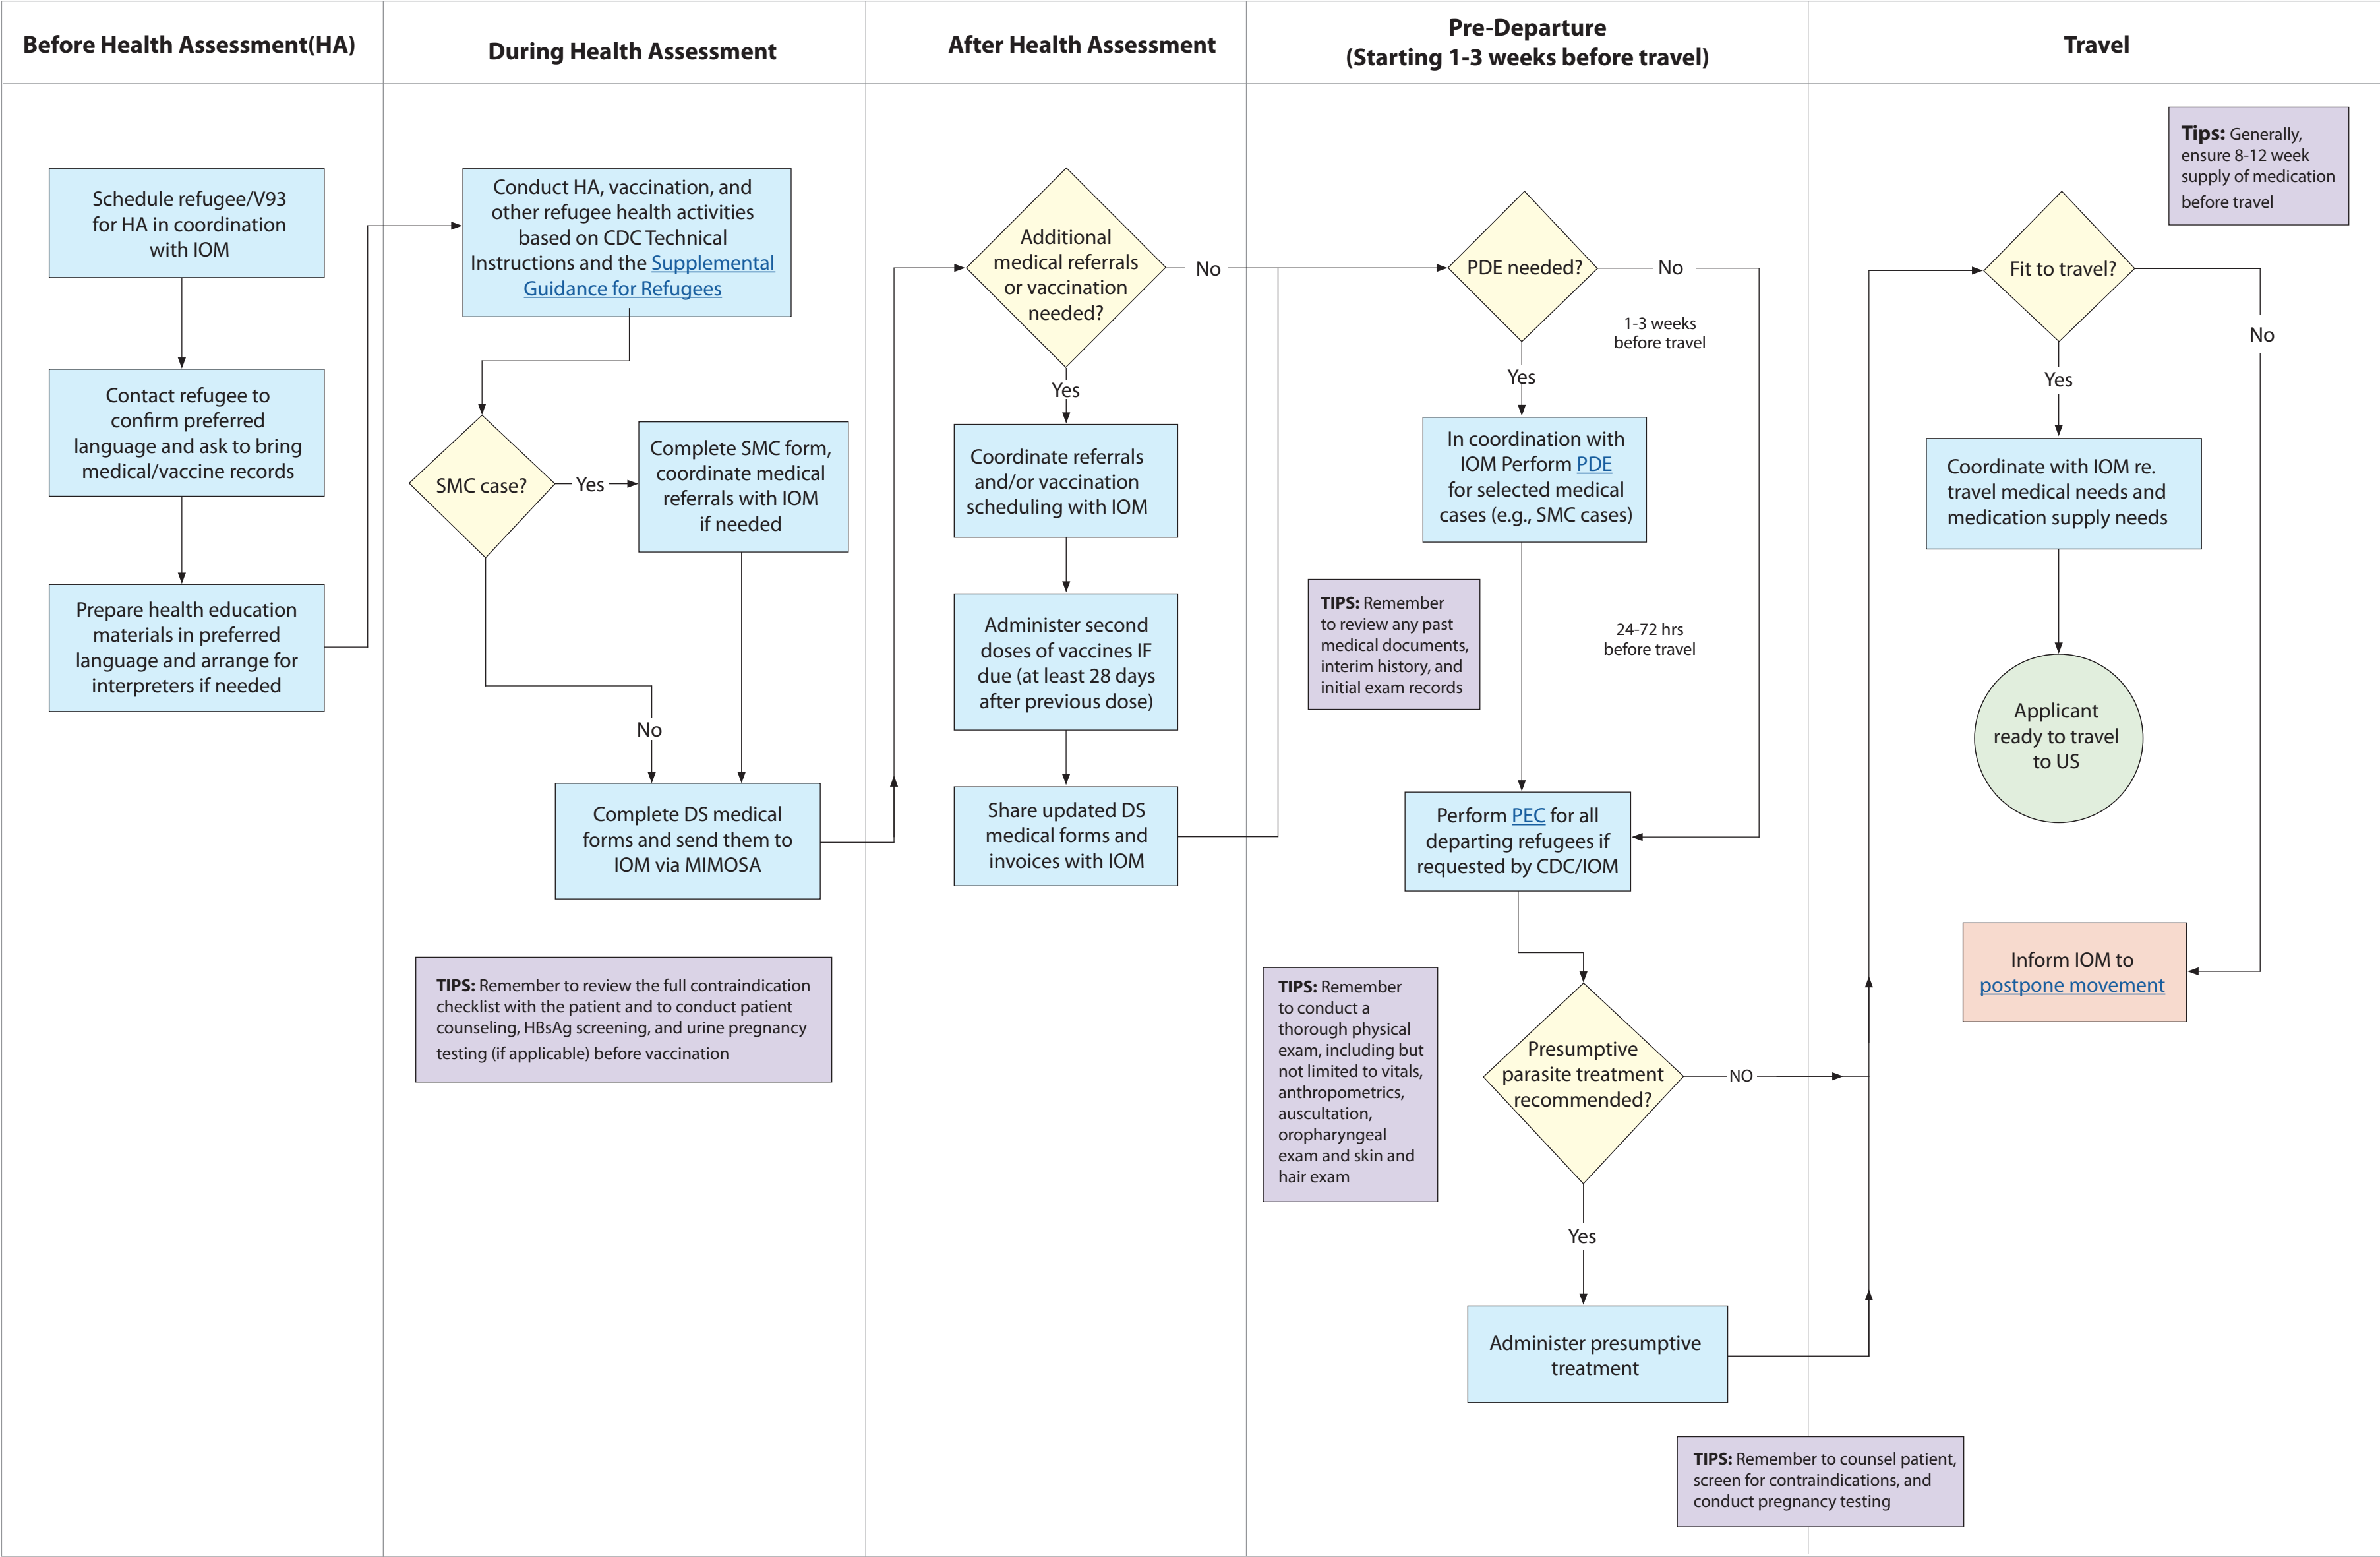 Before Health Assessment(HA)
During Health Assessment
After Health Assessment
Pre-Departure
(Starting 1-3 weeks before travel)
Travel
Schedule refugee/V93
for HA in coordination
with IOM
Contact refugee to
confirm preferred
language and ask to bring
medical/vaccine records
Prepare health education
materials in preferred
language and arrange for
interpreters if needed
Conduct HA, vaccination, and
other refugee health activities
based on CDC Technical
Instructions and the Supplemental
Guidance for Refugees
SMC case?
Yes
Complete SMC form,
coordinate medical
referrals with IOM
if needed
No
Complete DS medical
forms and send them to
IOM via MIMOSA
TIPS: Remember to review the full contraindication
checklist with the patient and to conduct patient
counseling, HBsAg screening, and urine pregnancy
testing (if applicable) before vaccination
Additional
medical referrals
or vaccination
needed?
No
Yes
Coordinate referrals
and/or vaccination
scheduling with IOM
Administer second
doses of vaccines IF
due (at least 28 days
after previous dose)
Share updated DS
medical forms and
invoices with IOM
PDE needed?
No
1-3 weeks
before travel
Yes
In coordination with
IOM Perform PDE
for selected medical
cases (e.g., SMC cases)
TIPS: Remember
to review any past
medical documents,
interim history, and
initial exam records
24-72 hrs
before travel
Perform PEC for all
departing refugees if
requested by CDC/IOM
TIPS: Remember
to conduct a
thorough physical
exam, including but
not limited to vitals,
anthropometrics,
auscultation,
oropharyngeal
exam and skin and
hair exam
Presumptive
parasite treatment
recommended?
NO
Yes
Administer presumptive
treatment
TIPS: Remember to counsel patient,
screen for contraindications, and
conduct pregnancy testing
Tips: Generally,
ensure 8-12 week
supply of medication
before travel
Fit to travel?
No
Yes
Coordinate with IOM re.
travel medical needs and
medication supply needs
Applicant
ready to travel
to US
Inform IOM to
postpone movement